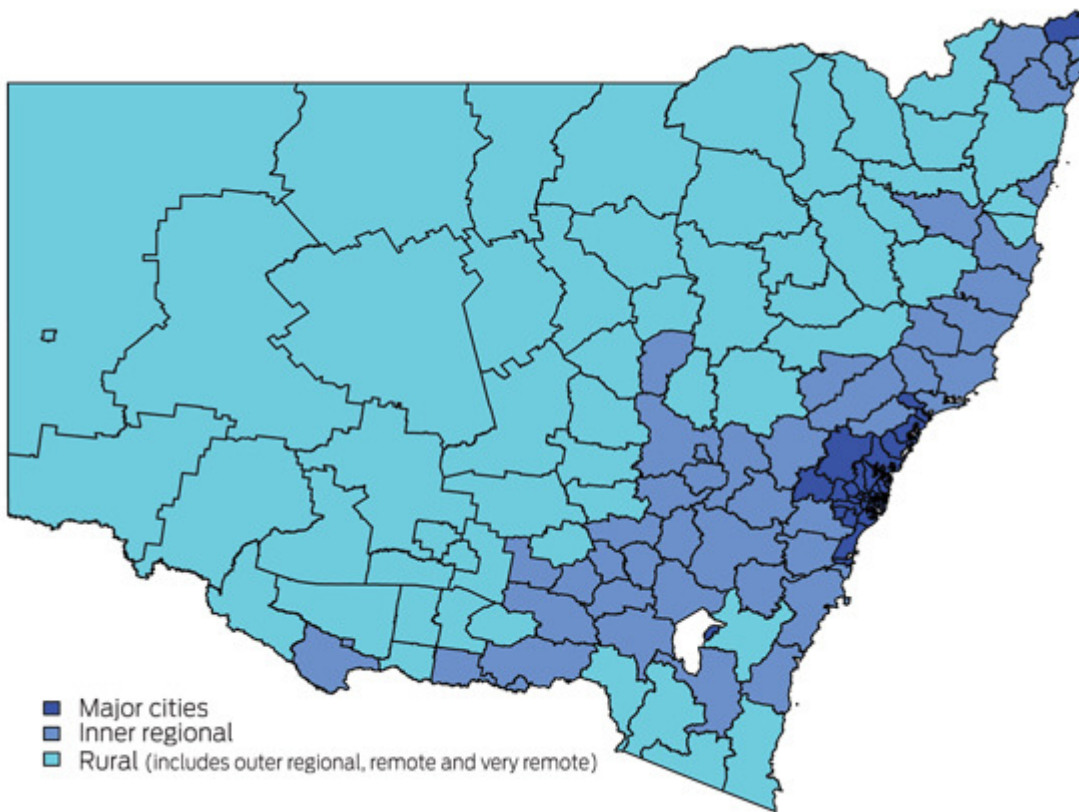 Major cities
Inner regional
Rural (includes outer regional, remote and very remote)